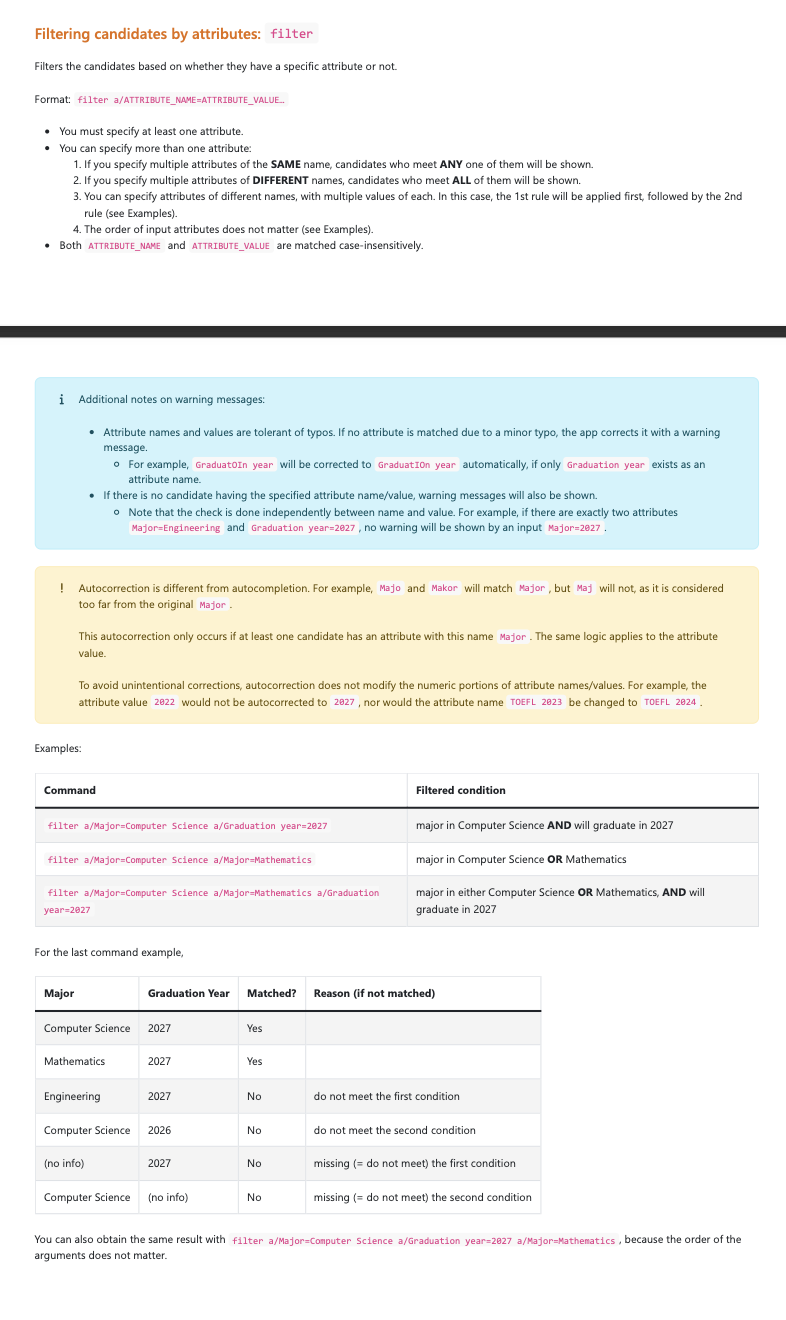 Filtering candidates by attributes: filter
Filters the candidates based on whether they have a specific attribute or not.
Format: filter a/ATTRIBUTE_NAME=ATTRIBUTE_VALUE…
• You must specify at least one attribute.
• You can specify more than one attribute:
1. If you specify multiple attributes of the SAME name, candidates who meet ANY one of them will be shown.
2. If you specify multiple attributes of DIFFERENT names, candidates who meet ALL of them will be shown.
3. You can specify attributes of different names, with multiple values of each. In this case, the 1st rule will be applied first, followed by the 2nd
rule (see Examples).
4. The order of input attributes does not matter (see Examples).
• Both ATTRIBUTE_NAME and ATTRIBUTE_VALUE are matched case-insensitively.
i Additional notes on warning messages:
• Attribute names and values are tolerant of typos. If no attribute is matched due to a minor typo, the app corrects it with a warning
message.
◦ For example, GraduatOIn year will be corrected to GraduatIOn year automatically, if only Graduation year exists as an
attribute name.
• If there is no candidate having the specified attribute name/value, warning messages will also be shown.
◦ Note that the check is done independently between name and value. For example, if there are exactly two attributes
Major=Engineering and Graduation year=2027, no warning will be shown by an input Major=2027.
! Autocorrection is different from autocompletion. For example, Majo and Makor will match Major, but Maj will not, as it is considered
too far from the original Major.
This autocorrection only occurs if at least one candidate has an attribute with this name Major. The same logic applies to the attribute
value.
To avoid unintentional corrections, autocorrection does not modify the numeric portions of attribute names/values. For example, the
attribute value 2022 would not be autocorrected to 2027, nor would the attribute name TOEFL 2023 be changed to TOEFL 2024.
Examples:
Command Filtered condition
filter a/Major=Computer Science a/Graduation year=2027 major in Computer Science AND will graduate in 2027
filter a/Major=Computer Science a/Major=Mathematics major in Computer Science OR Mathematics
filter a/Major=Computer Science a/Major=Mathematics a/Graduation
year=2027
major in either Computer Science OR Mathematics, AND will
graduate in 2027
For the last command example,
Major Graduation Year Matched? Reason (if not matched)
Computer Science 2027 Yes
Mathematics 2027 Yes
Engineering 2027 No do not meet the first condition
Computer Science 2026 No do not meet the second condition
(no info) 2027 No missing (= do not meet) the first condition
Computer Science (no info) No missing (= do not meet) the second condition
You can also obtain the same result with filter a/Major=Computer Science a/Graduation year=2027 a/Major=Mathematics, because the order of the
arguments does not matter.